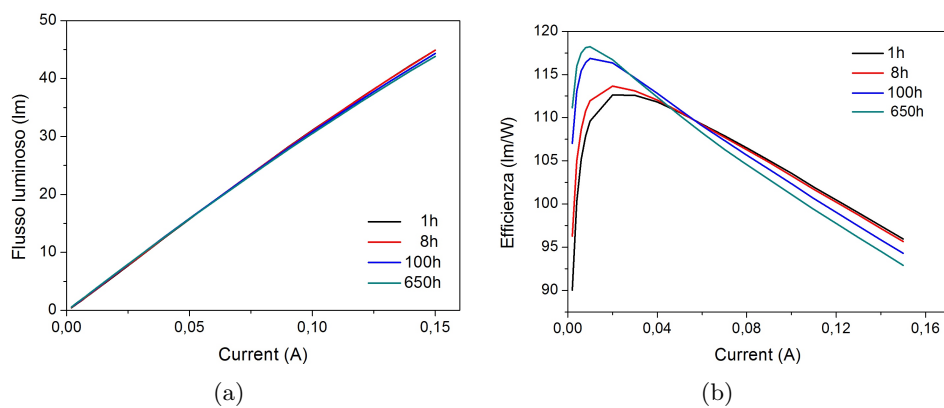 50
40
30
20
10
0
Flusso luminoso (lm)
1h
8h
100h
650h
0,00
0,05
0,10
0,15
Current (A)
(a)
120
115
110
105
100
95
90
Efficienza (lm/W)
1h
8h
100h
650h
0,00
0,04
0,08
0,12
0,16
Current (A)
(b)